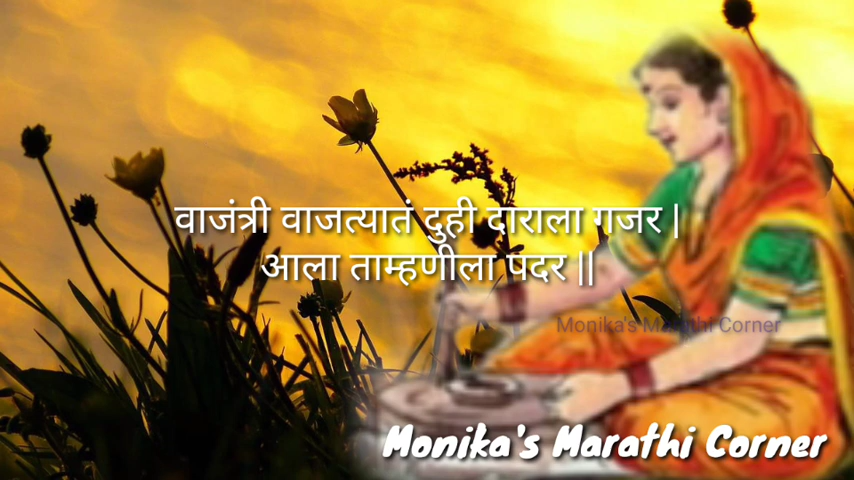 वाजंत्री वाजत्यातं दुही दाराला गजर |
आला ताम्हणीला पदर ||
Monika's Marathi Corner
Monika's Marathi Corner